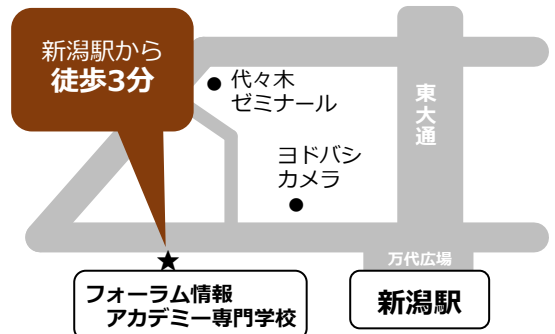 新潟駅から
徒歩3分
代々木
ゼミナール
東大通
ヨドバシ
カメラ
万代広場
フォーラム情報
アカデミー専門学校
新潟駅